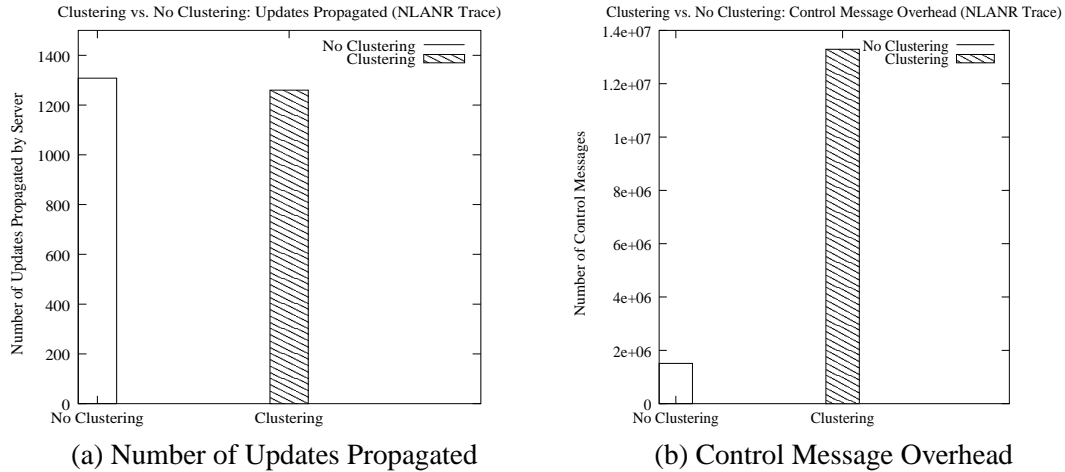 Clustering vs. No Clustering: Updates Propagated (NLANR Trace)
No Clustering
Clustering
1400
1200
1000
800
600
400
200
0
Number of Updates Propagated by Server
No Clustering
Clustering
(a) Number of Updates Propagated
Clustering vs. No Clustering: Control Message Overhead (NLANR Trace)
No Clustering
Clustering
1.4e+07
1.2e+07
1e+07
8e+06
6e+06
4e+06
2e+06
0
Number of Control Messages
No Clustering
Clustering
(b) Control Message Overhead